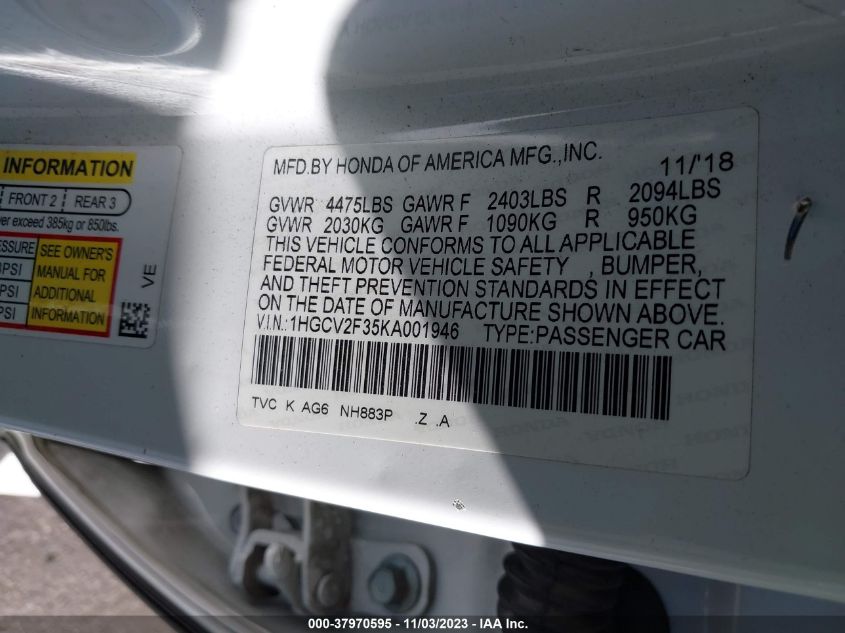 INFORMATION
FRONT 2 REAR 3
ver exceed 385kg or 850lbs.
RESSURE
PSI
PSI
SEE OWNER'S
MANUAL FOR
ADDITIONAL
INFORMATION
VE
MFD.BY HONDA OF AMERICA MFG.,INC. 11/'18
GVWR 4475LBS GAWR F 2403LBS R 2094LBS
GVWR 2030KG GAWR F 1090KG R 950KG
THIS VEHICLE CONFORMS TO ALL APPLICABLE
FEDERAL MOTOR VEHICLE SAFETY , BUMPER,
AND THEFT PREVENTION STANDARDS IN EFFECT
ON THE DATE OF MANUFACTURE SHOWN ABOVE.
V.I.N.:1HGCV2F35KA001946 TYPE:PASSENGER CAR
TVC K AG6 NH883P .Z .A
000-37970595 - 11/03/2023 - IAA Inc.